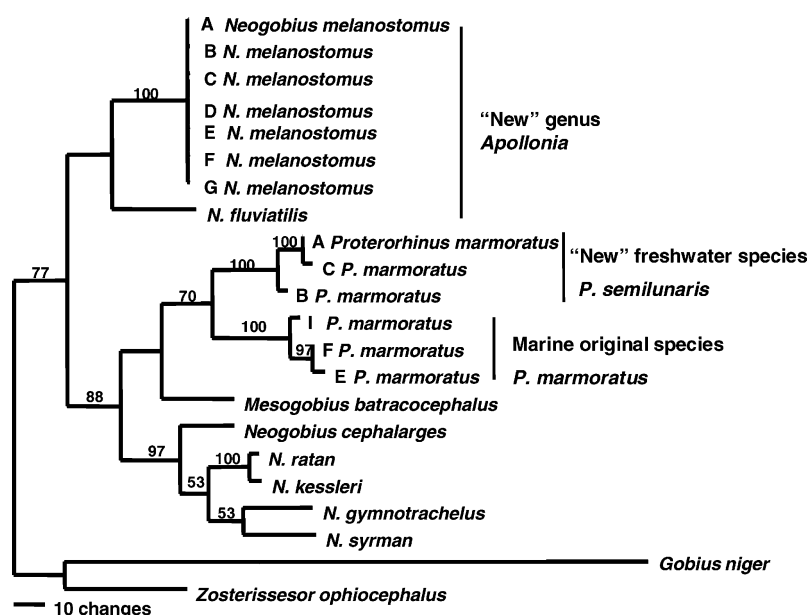 A Neogobius melanostomus
B N. melanostomus
C N. melanostomus
100
D N. melanostomus
E N. melanostomus
F N. melanostomus
G N. melanostomus
N. fluviatilis
“New” genus
Apollonia
100 A Proterorhinus marmoratus
100 C P. marmoratus
B P. marmoratus
“New” freshwater species
P. semilunaris
77
70
100
I P. marmoratus
97 F P. marmoratus
E P. marmoratus
Marine original species
P. marmoratus
88
Mesogobius batracocephalus
Neogobius cephalarges
97
100 N. ratan
N. kessleri
53
53 N. gymnotrachelus
N. syrman
Gobius niger
Zosterissesor ophiocephalus
10 changes